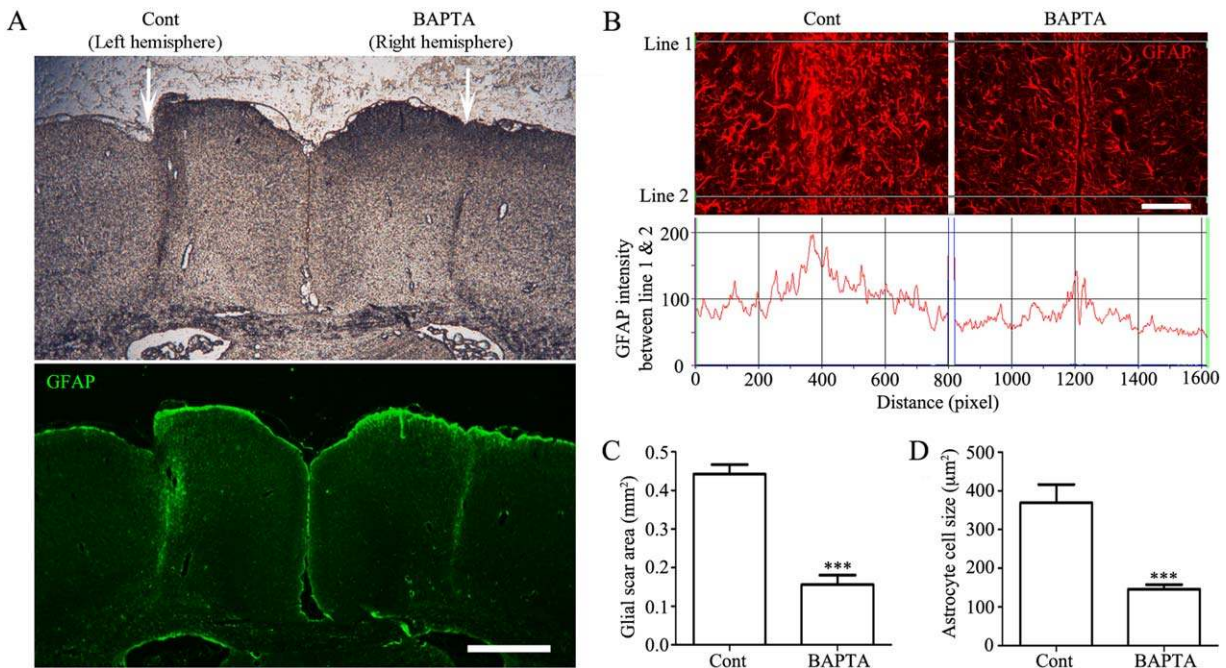 A
Cont
(Left hemisphere)
BAPTA
(Right hemisphere)
GFAP
B
Cont
BAPTA
Line 1
GFAP
Line 2
GFAP intensity
between line 1 & 2
200
100
0
0
200
400
600
800
1000
1200
1400
1600
Distance (pixel)
C
Glial scar area (mm²)
0.5
0.4
0.3
0.2
0.1
0.0
***
Cont
BAPTA
D
Astrocyte cell size (μm²)
500
400
300
200
100
0
***
Cont
BAPTA